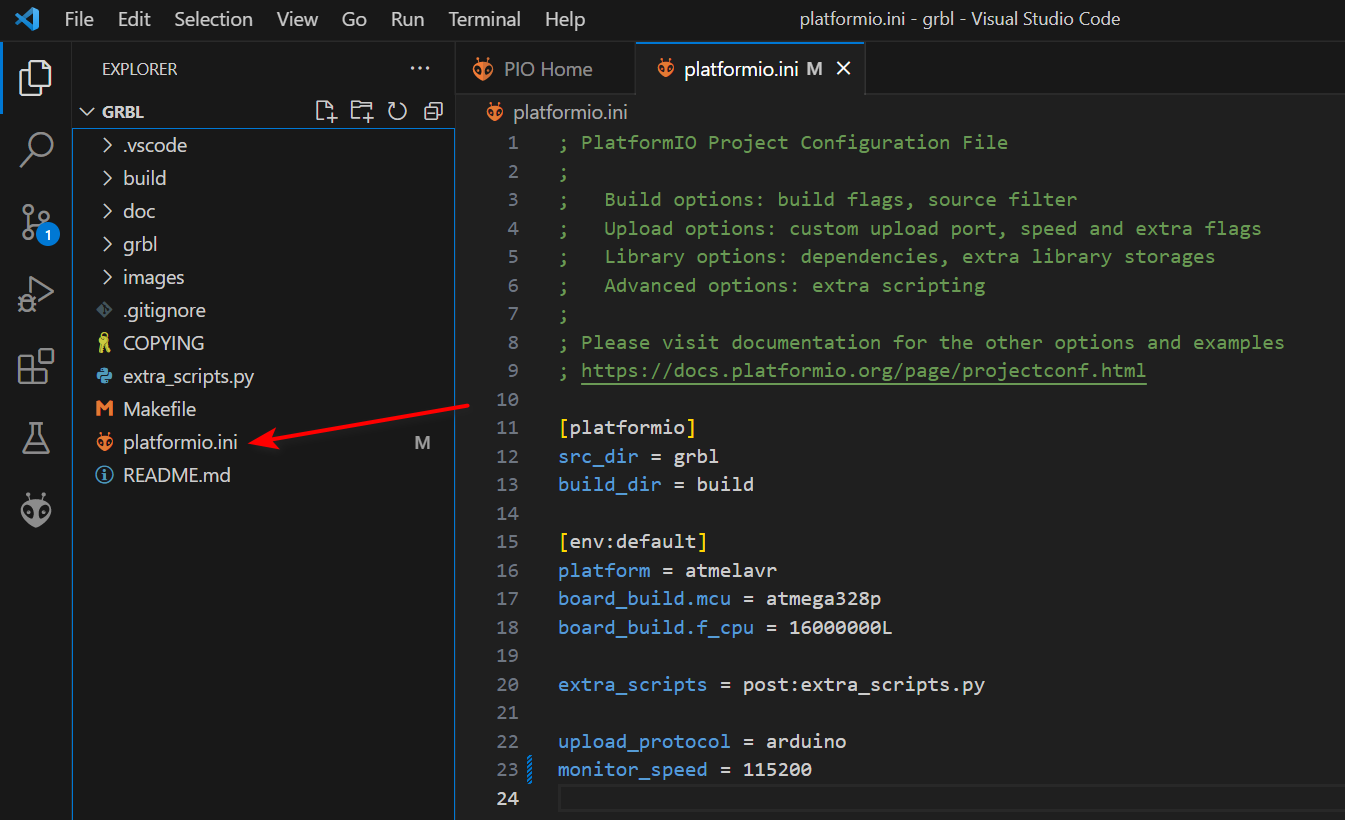 File Edit Selection View Go Run Terminal Help platformio.ini - grbl - Visual Studio Code
EXPLORER ···
GRBL
.vscode
build
doc
grbl
images
.gitignore
COPYING
extra_scripts.py
Makefile
platformio.ini M
README.md
1
PIO Home platformio.ini M
platformio.ini
1 ; PlatformIO Project Configuration File
2 ;
3 ;   Build options: build flags, source filter
4 ;   Upload options: custom upload port, speed and extra flags
5 ;   Library options: dependencies, extra library storages
6 ;   Advanced options: extra scripting
7 ;
8 ; Please visit documentation for the other options and examples
9 ; https://docs.platformio.org/page/projectconf.html
10
11 [platformio]
12 src_dir = grbl
13 build_dir = build
14
15 [env:default]
16 platform = atmelavr
17 board_build.mcu = atmega328p
18 board_build.f_cpu = 16000000L
19
20 extra_scripts = post:extra_scripts.py
21
22 upload_protocol = arduino
23 monitor_speed = 115200
24